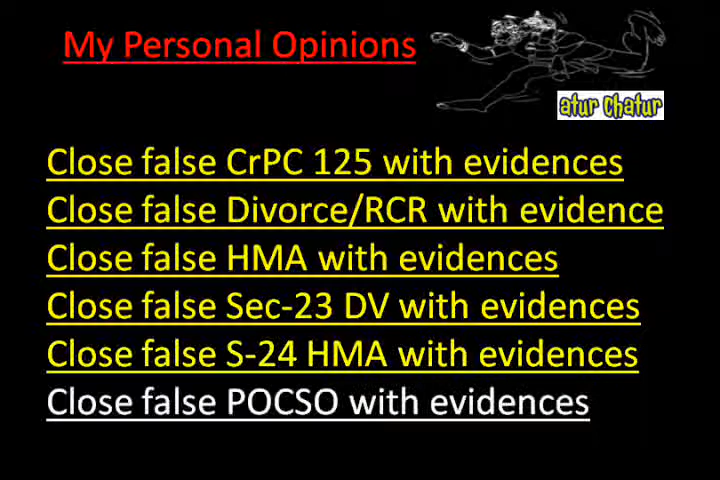 My Personal Opinions
atur chatur
Close false CrPC 125 with evidences
Close false Divorce/RCR with evidence
Close false HMA with evidences
Close false Sec-23 DV with evidences
Close false S-24 HMA with evidences
Close false POCSO with evidences